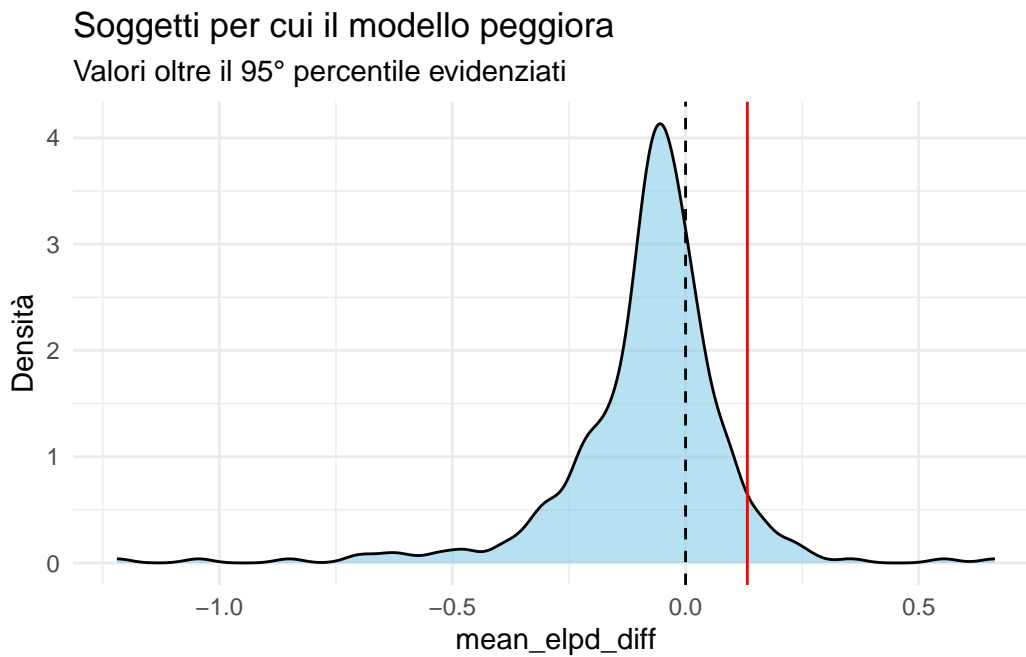 Soggetti per cui il modello peggiora
Valori oltre il 95° percentile evidenziati
Densità
4
3
2
1
0
−1.0
−0.5
0.0
0.5
mean_elpd_diff